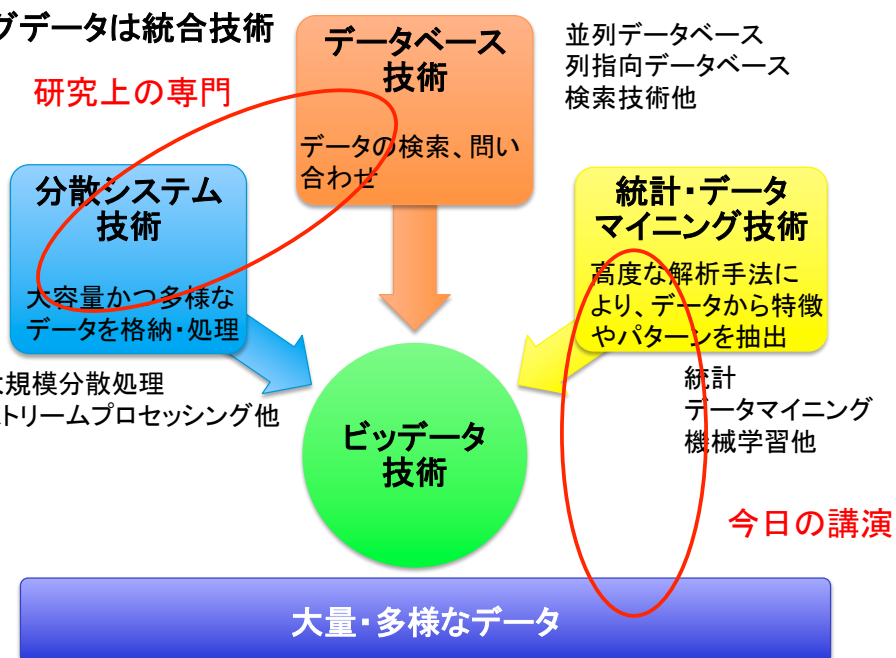 グデータは統合技術
研究上の専門
データベース
技術
データの検索、問い
合わせ
並列データベース
列指向データベース
検索技術他
分散システム
技術
大容量かつ多様な
データを格納・処理
大規模分散処理
ストリームプロセッシング他
統計・データ
マイニング技術
高度な解析手法に
より、データから特徴
やパターンを抽出
統計
データマイニング
機械学習他
ビッデータ
技術
今日の講演
大量・多様なデータ